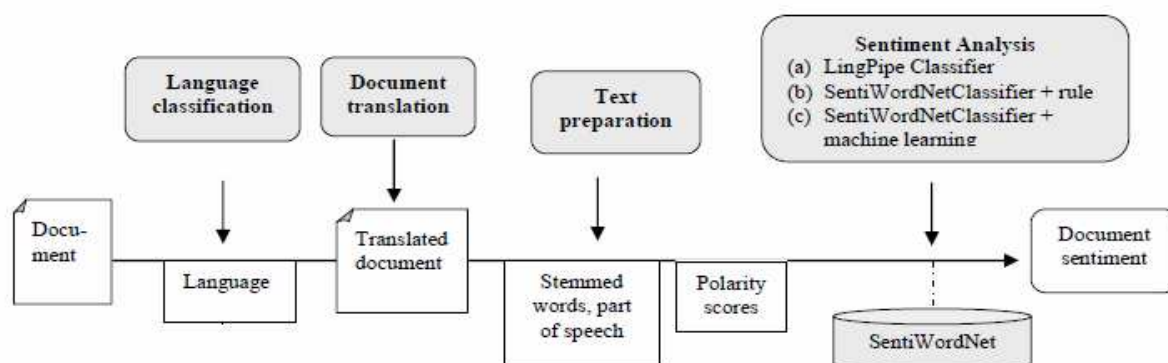 Language
classification
Document
translation
Text
preparation
Sentiment Analysis
(a) LingPipe Classifier
(b) SentiWordNetClassifier + rule
(c) SentiWordNetClassifier +
machine learning
Docu-
ment
Language
Translated
document
Stemmed
words, part
of speech
Polarity
scores
Document
sentiment
SentiWordNet